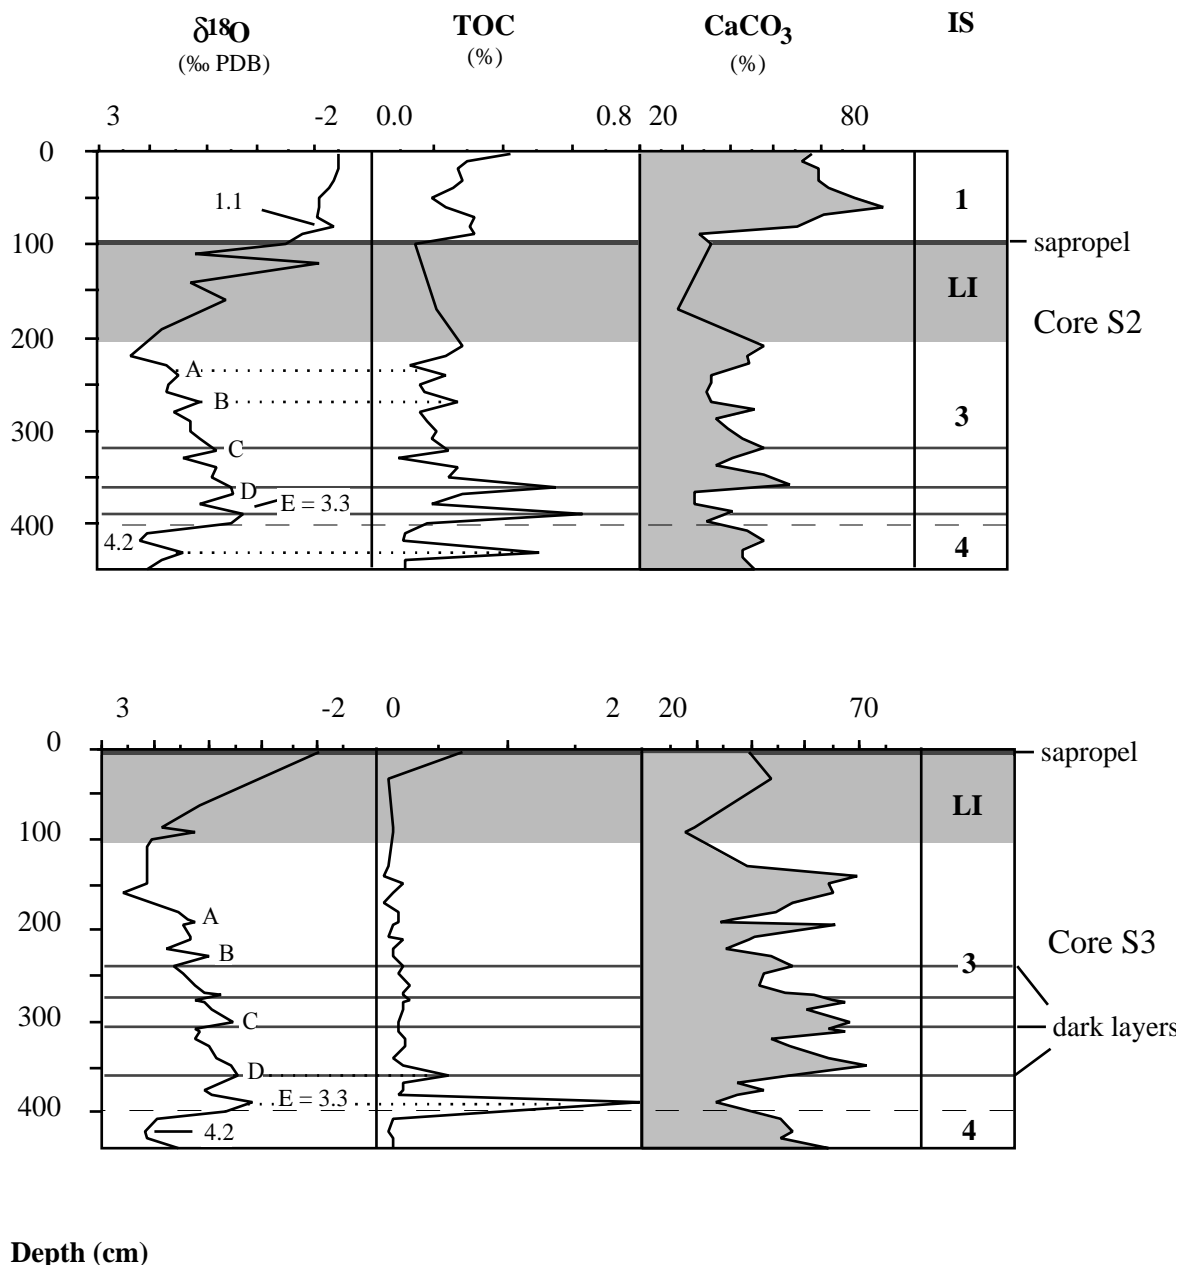 δ18O TOC CaCO3 IS
(‰ PDB) (%) (%)
3 -2 0.0 0.8 20 80
0
1.1 1
100 sapropel
LI
Core S2
200
A
B
3
300
C
D
E = 3.3
400
4.2 4
3 -2 0 2 20 70
0
sapropel
LI
100
200 A
B Core S3
3
300 C dark layers
D
E = 3.3
400
4.2 4
Depth (cm)